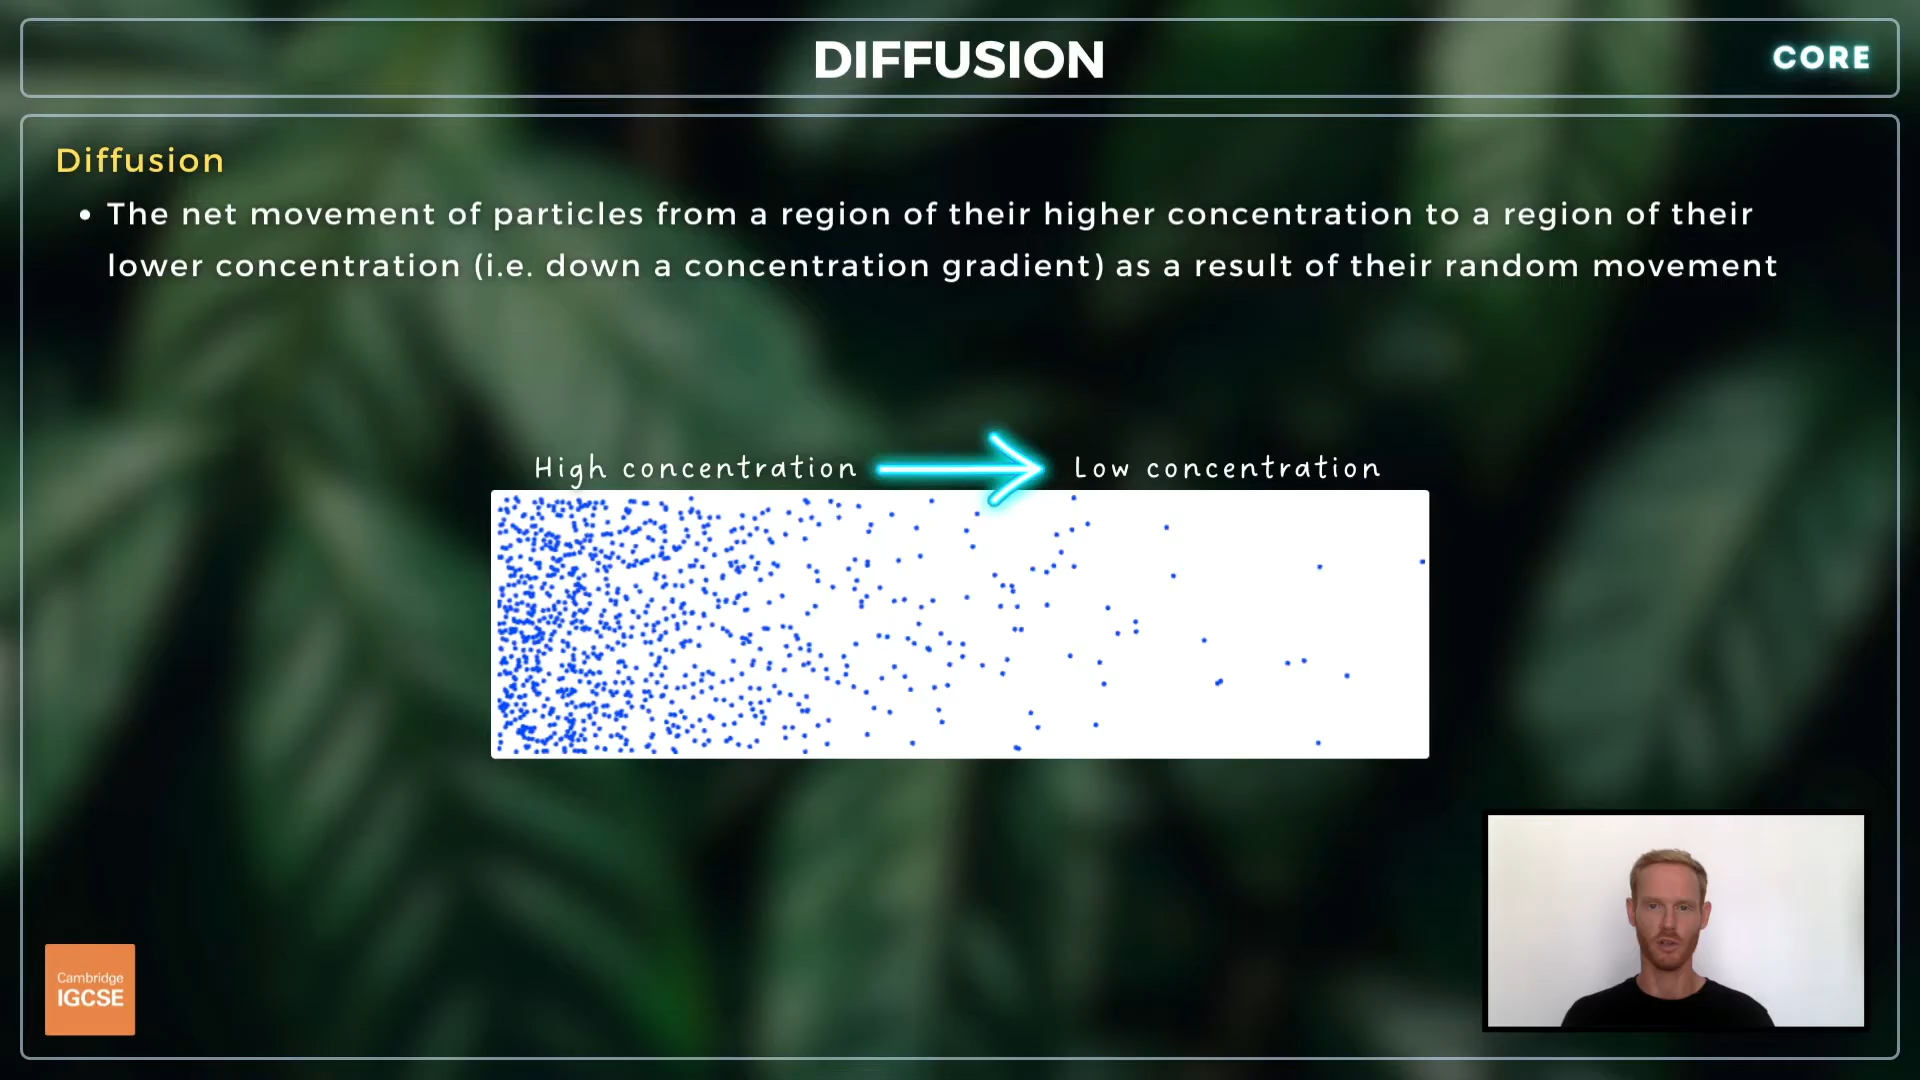 DIFFUSION
CORE
Diffusion
• The net movement of particles from a region of their higher concentration to a region of their
lower concentration (i.e. down a concentration gradient) as a result of their random movement
High concentration
Low concentration
Cambridge
IGCSE